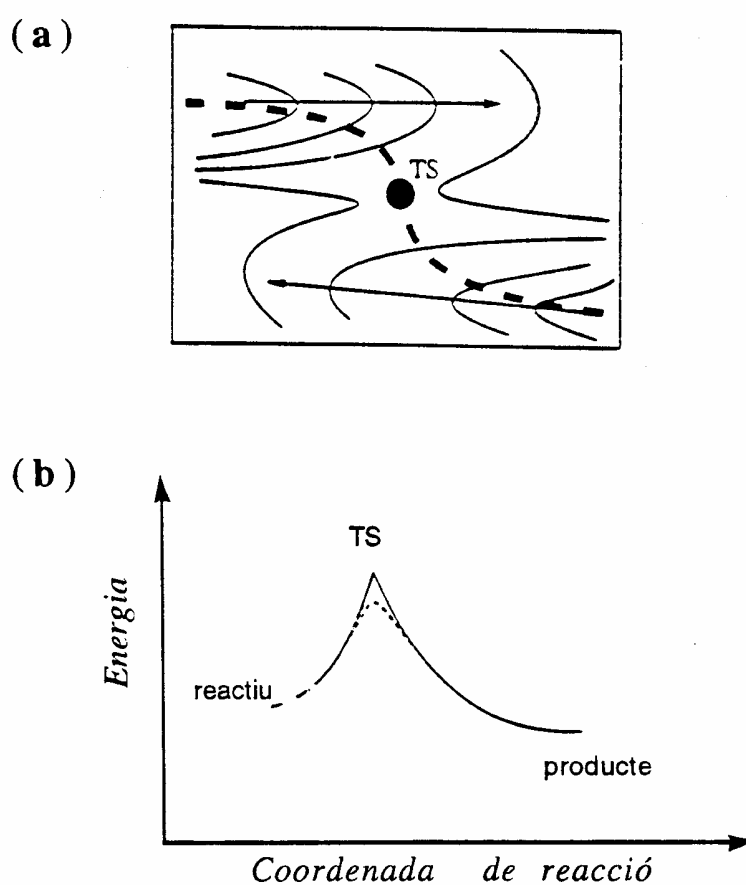 (a)
TS
(b)
TS
Energia
reactiu
producte
Coordenada de reacció